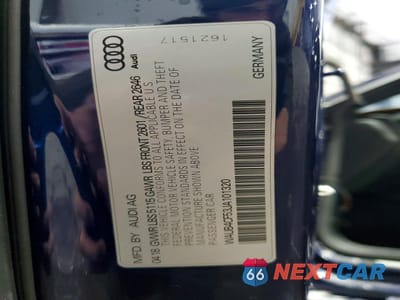 Audi
1621517
MFD. BY AUDI AG GERMANY
04/18 GVWR LBS 5115 GAWR LBS FRONT 2601 /REAR 2646
THIS VEHICLE CONFORMS TO ALL APPLICABLE U.S.
FEDERAL MOTOR VEHICLE SAFETY, BUMPER AND THEFT
PREVENTION STANDARDS IN EFFECT ON THE DATE OF
MANUFACTURE SHOWN ABOVE.
PASSENGER CAR WAUB4CF53JA101320
66
NEXTCAR